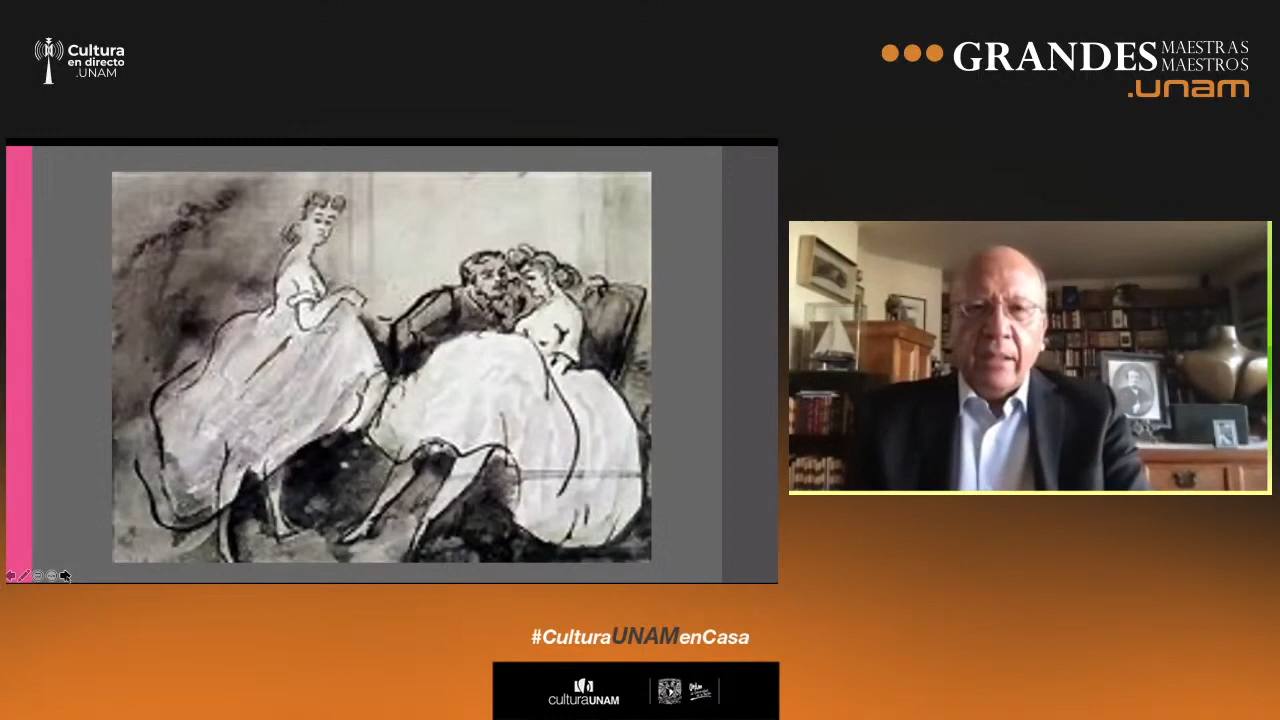 Cultura
en directo
.UNAM
GRANDES MAESTRAS
MAESTROS
.unam
#CulturaUNAMenCasa
culturaUNAM